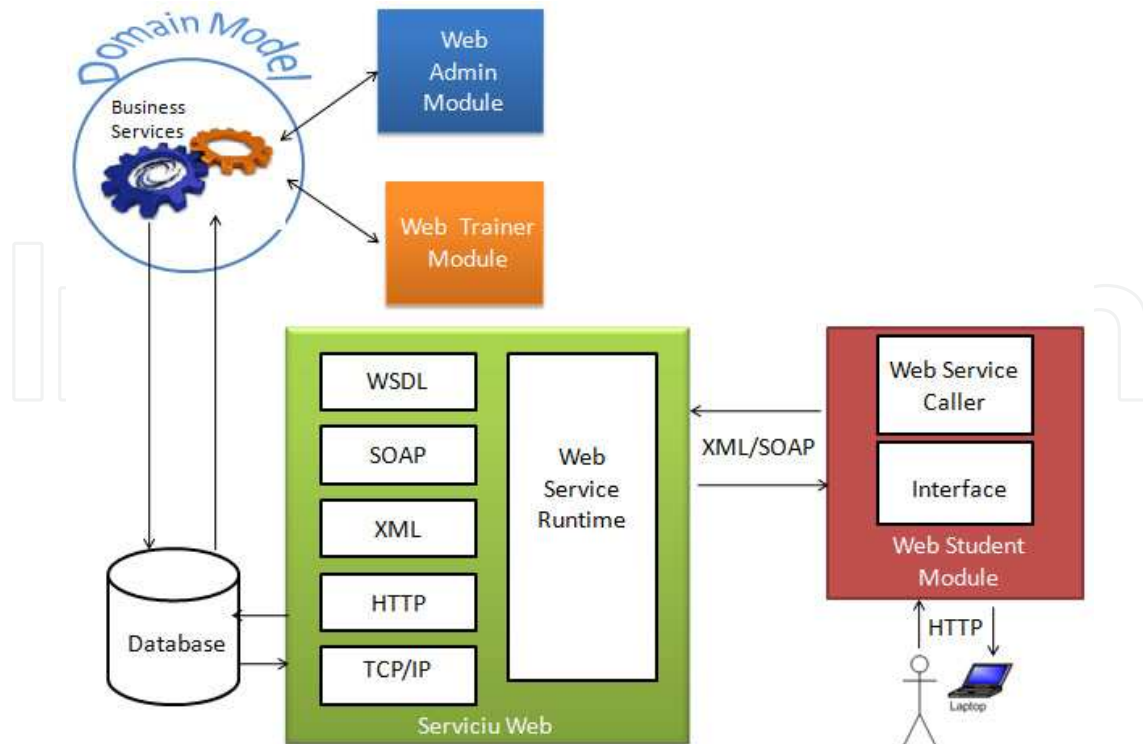 Domain Model
Business
Services
Web
Admin
Module
Web Trainer
Module
WSDL
SOAP
XML
HTTP
TCP/IP
Web
Service
Runtime
Serviciu Web
XML/SOAP
Web Service
Caller
Interface
Web Student
Module
HTTP
Laptop
Database